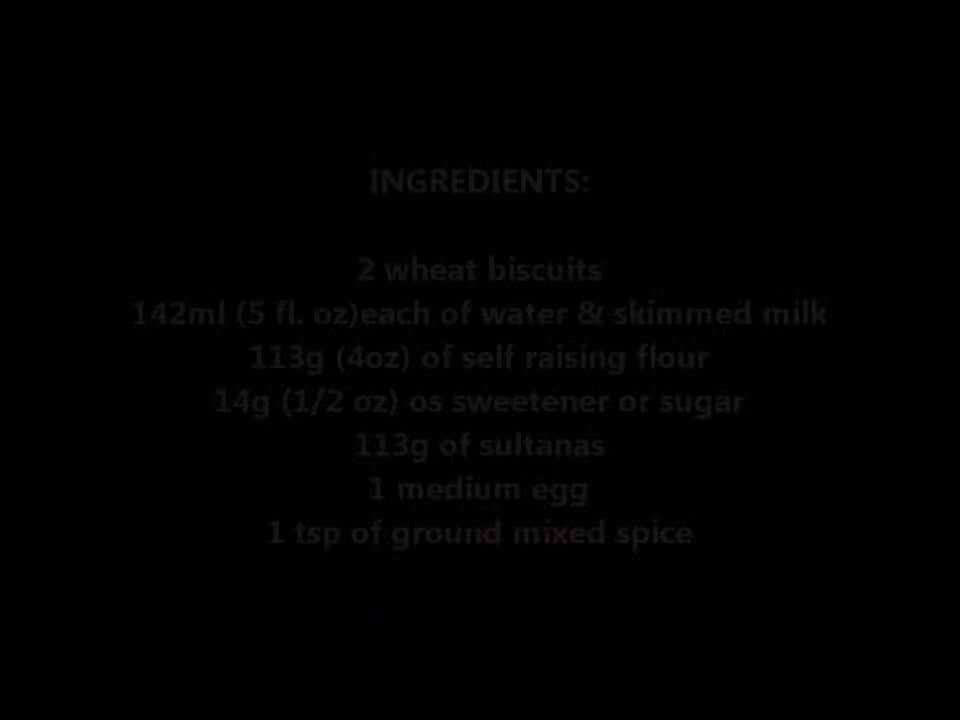 INGREDIENTS:
2 wheat biscuits
142ml (5 fl. oz)each of water & skimmed milk
113g (4oz) of self raising flour
14g (1/2 oz) os sweetener or sugar
113g of sultanas
1 medium egg
1 tsp of ground mixed spice